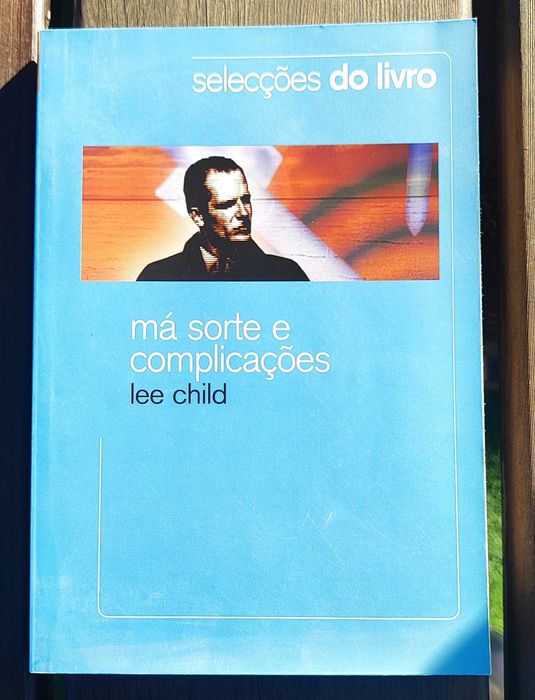 selecções do livro
má sorte e
complicações
lee child